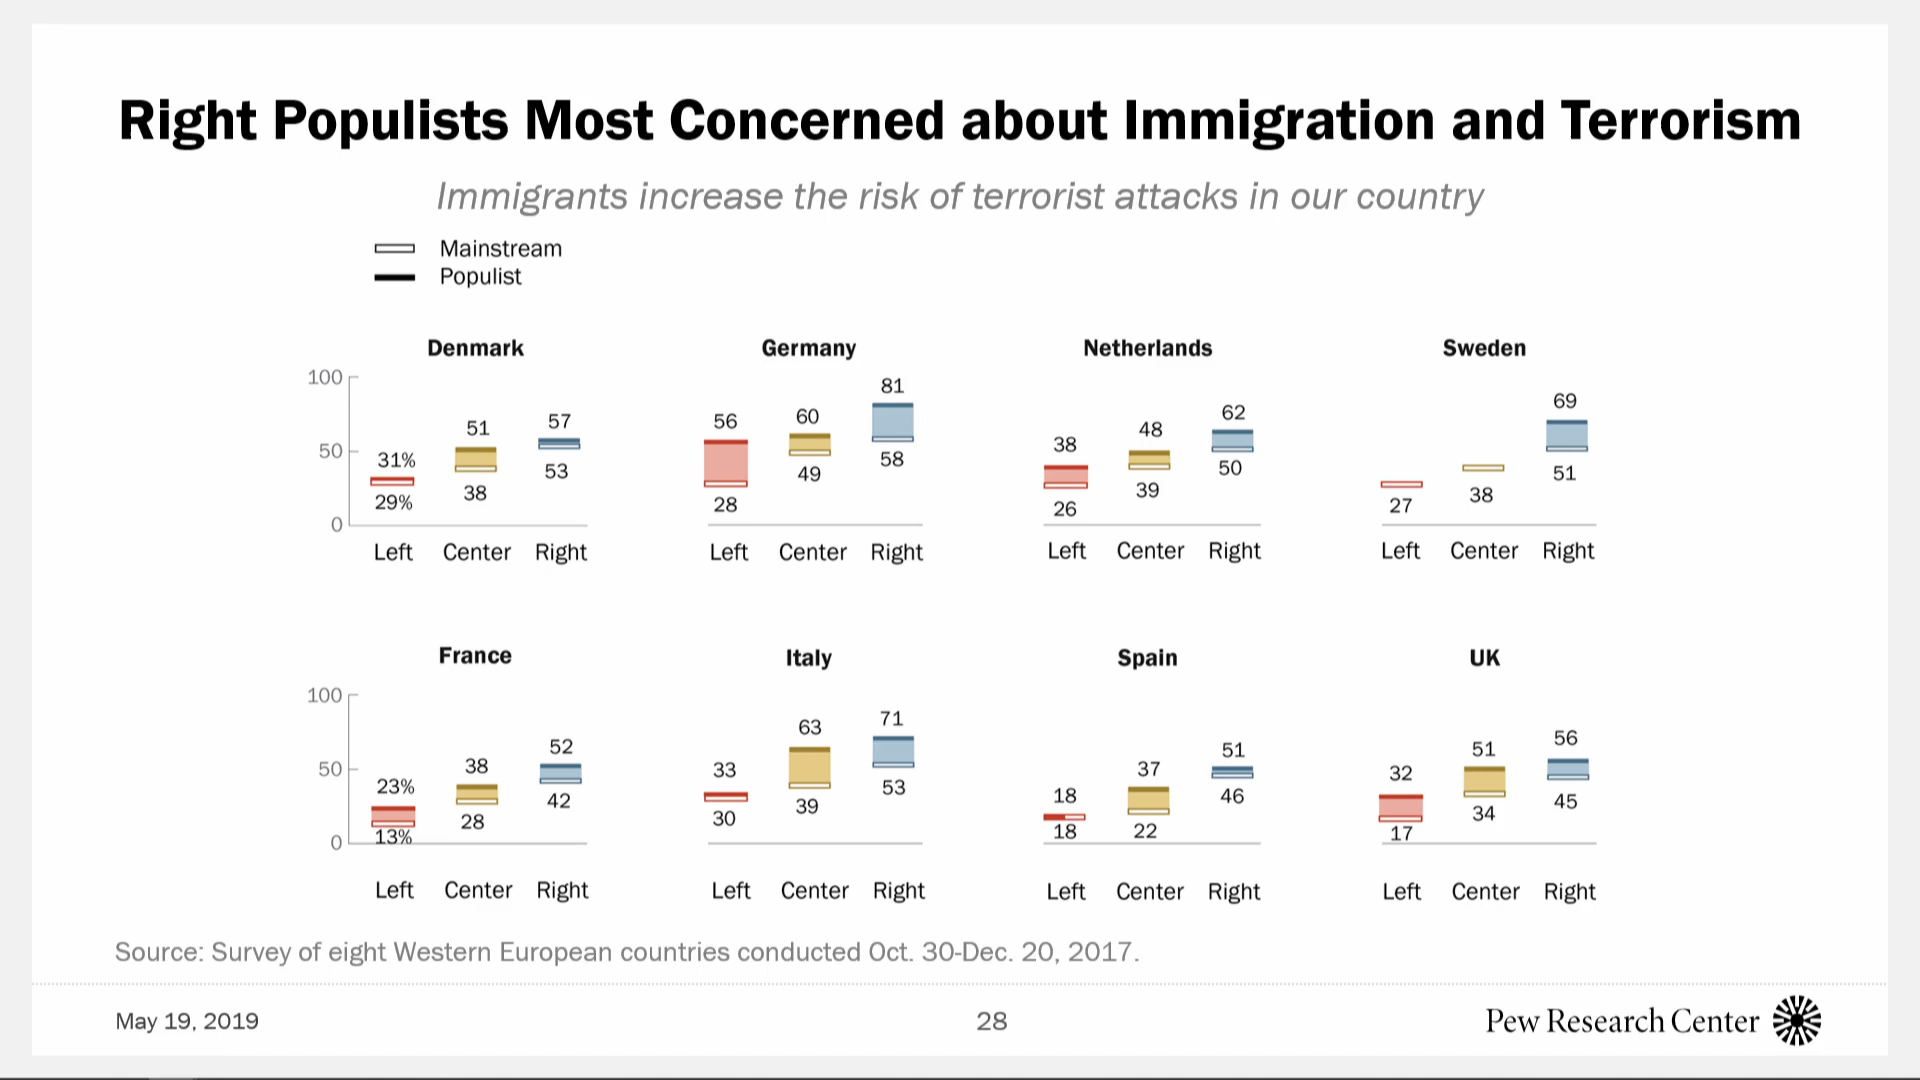 Right Populists Most Concerned about Immigration and Terrorism
Immigrants increase the risk of terrorist attacks in our country
Mainstream
Populist
Denmark
Germany
Netherlands
Sweden
100
50
0
31%
29%
51
38
57
53
56
28
60
49
81
58
38
26
48
39
62
50
27
38
69
51
Left Center Right
Left Center Right
Left Center Right
Left Center Right
France
Italy
Spain
UK
100
50
0
23%
13%
38
28
52
42
33
30
63
39
71
53
18
18
37
22
51
46
32
17
51
34
56
45
Left Center Right
Left Center Right
Left Center Right
Left Center Right
Source: Survey of eight Western European countries conducted Oct. 30-Dec. 20, 2017.
May 19, 2019
28
Pew Research Center